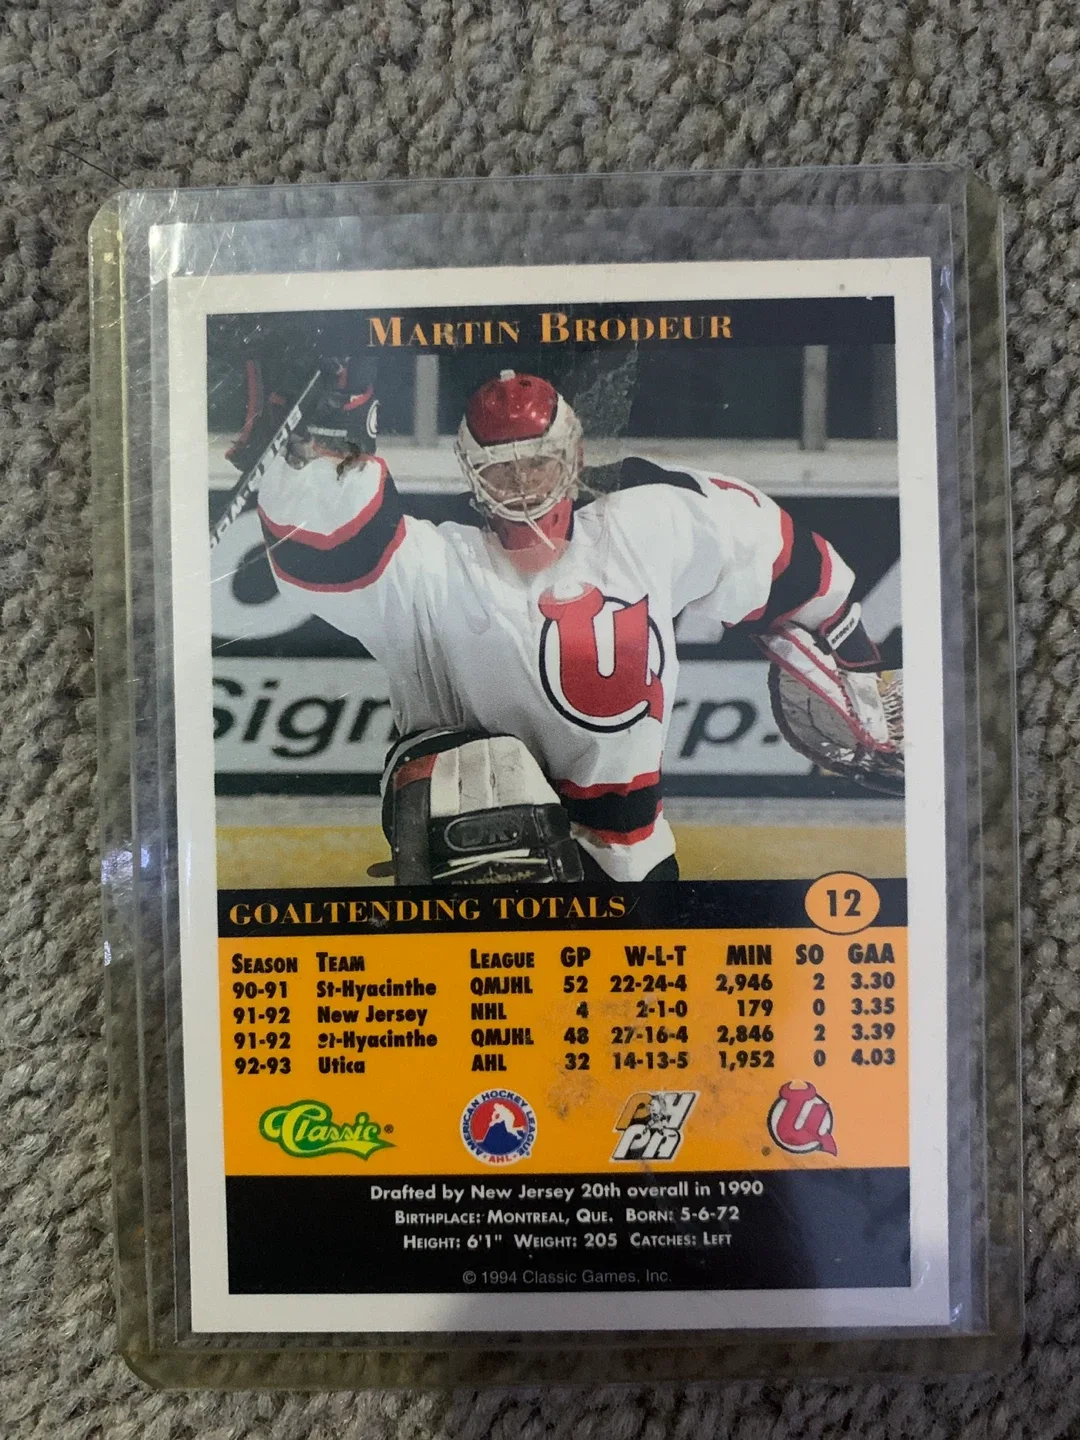 MARTIN BRODEUR
Sign rp.
GOALTENDING TOTALS 12
SEASON TEAM LEAGUE GP W-L-T MIN SO GAA
90-91 St-Hyacinthe QMJHL 52 22-24-4 2,946 2 3.30
91-92 New Jersey NHL 4 2-1-0 179 0 3.35
91-92 St-Hyacinthe QMJHL 48 27-16-4 2,846 2 3.39
92-93 Utica AHL 32 14-13-5 1,952 0 4.03
Classic® AMERICAN HOCKEY LEAGUE AHL PHPA
Drafted by New Jersey 20th overall in 1990
BIRTHPLACE: MONTREAL, QUE. BORN: 5-6-72
HEIGHT: 6'1" WEIGHT: 205 CATCHES: LEFT
© 1994 Classic Games, Inc.